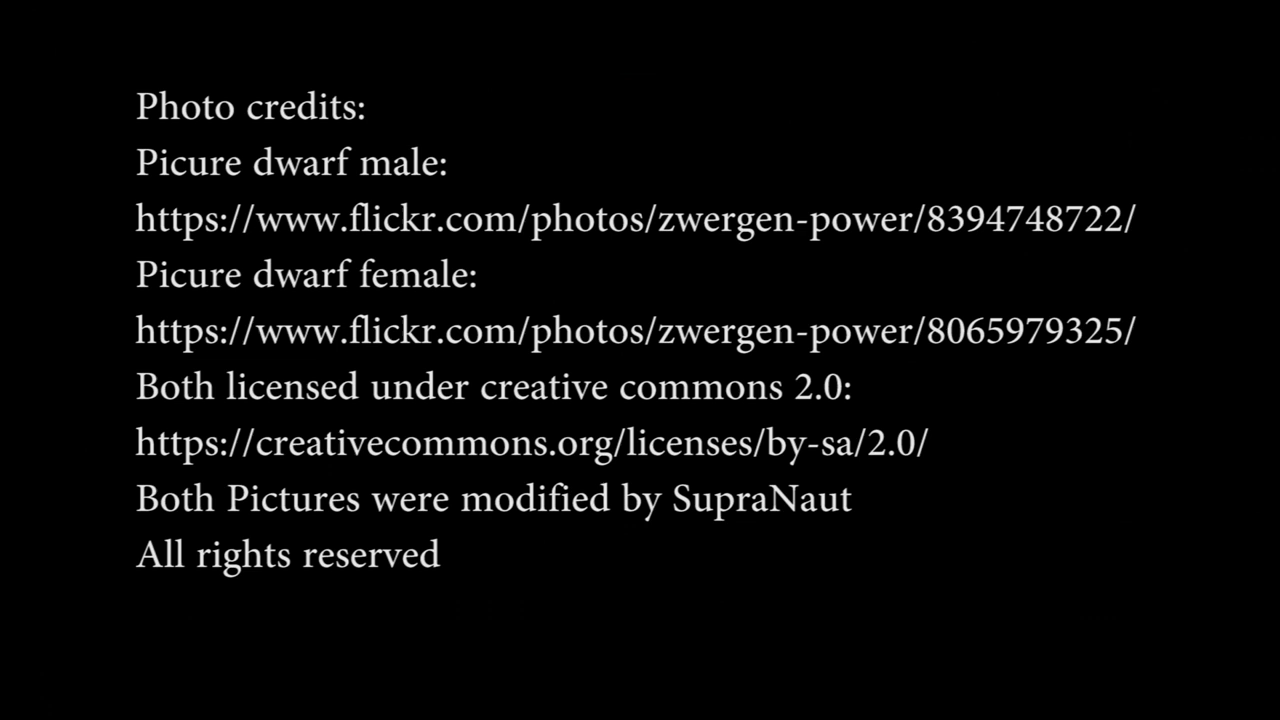 Photo credits:
Picure dwarf male:
https://www.flickr.com/photos/zwergen-power/8394748722/
Picure dwarf female:
https://www.flickr.com/photos/zwergen-power/8065979325/
Both licensed under creative commons 2.0:
https://creativecommons.org/licenses/by-sa/2.0/
Both Pictures were modified by SupraNaut
All rights reserved